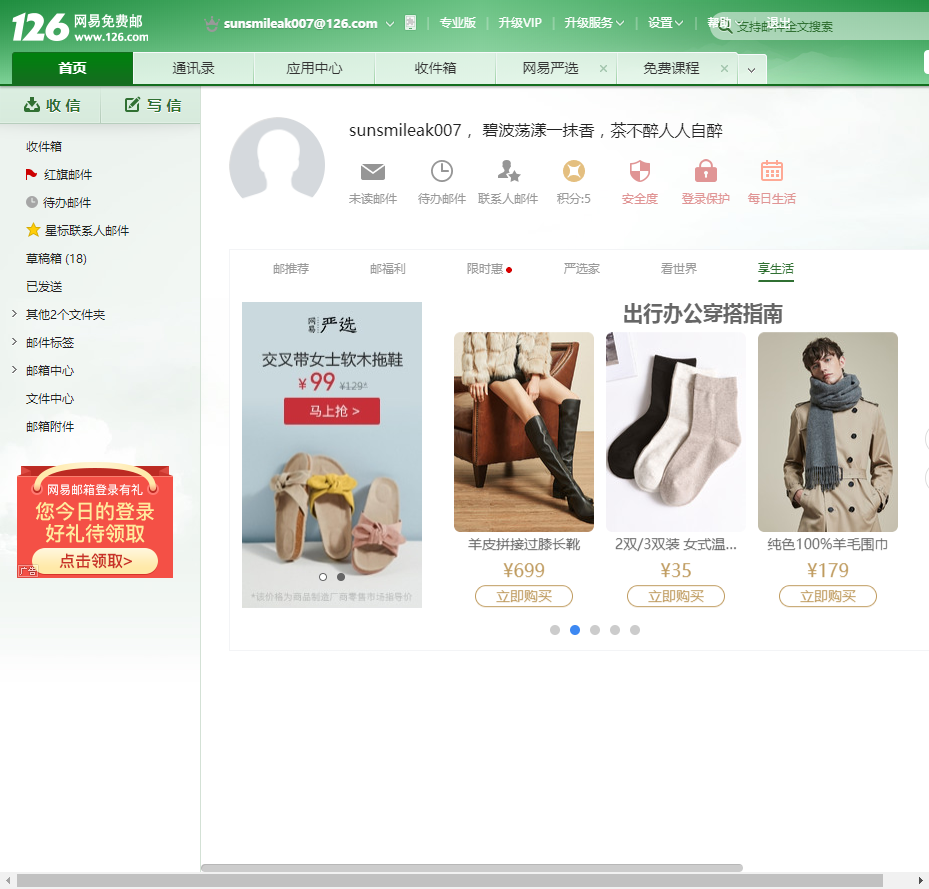 126 网易免费邮
www.126.com
sunsmileak007@126.com
专业版
升级VIP
升级服务
设置
帮助
退出
支持邮件全文搜索
首页
通讯录
应用中心
收件箱
网易严选 ×
免费课程 ×
收 信
写 信
收件箱
红旗邮件
待办邮件
星标联系人邮件
草稿箱 (18)
已发送
其他2个文件夹
邮件标签
邮箱中心
文件中心
邮箱附件
网易邮箱登录有礼
您今日的登录
好礼待领取
点击领取>
广告
sunsmileak007， 碧波荡漾一抹香，茶不醉人人自醉
未读邮件
待办邮件
联系人邮件
积分:5
安全度
登录保护
每日生活
邮推荐
邮福利
限时惠
严选家
看世界
享生活
网易 严选
交叉带女士软木拖鞋
¥99 ¥129*
马上抢 >
*该价格为商品制造厂商零售市场指导价
出行办公穿搭指南
羊皮拼接过膝长靴
¥699
立即购买
2双/3双装 女式温...
¥35
立即购买
纯色100%羊毛围巾
¥179
立即购买